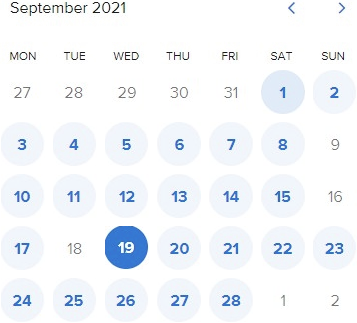 September 2021
MON TUE WED THU FRI SAT SUN
27 28 29 30 31 1 2
3 4 5 6 7 8 9
10 11 12 13 14 15 16
17 18 19 20 21 22 23
24 25 26 27 28 1 2